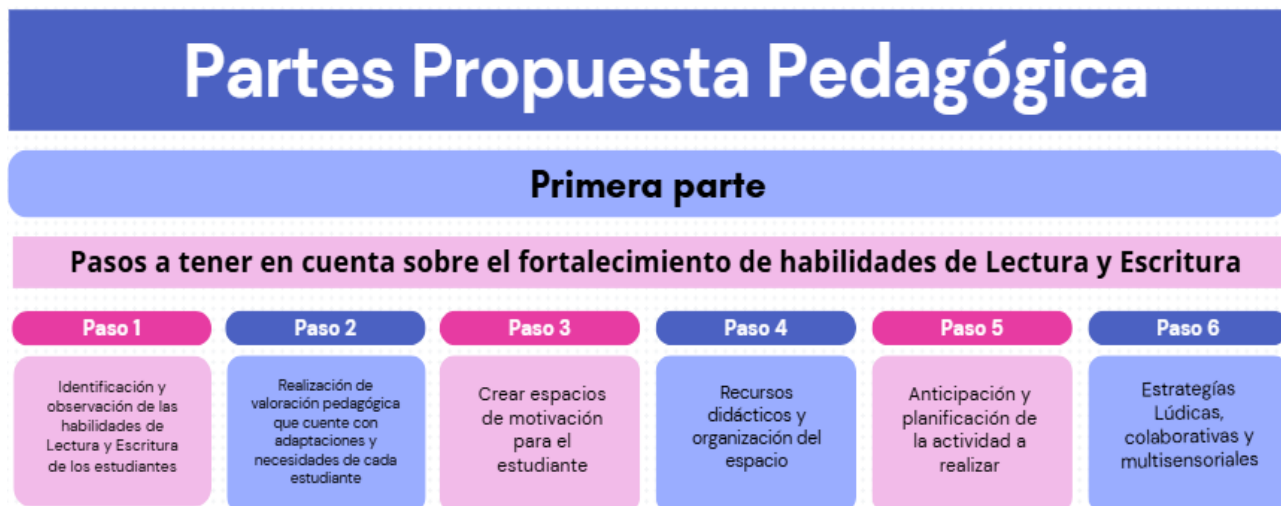 Partes Propuesta Pedagógica
Primera parte
Pasos a tener en cuenta sobre el fortalecimiento de habilidades de Lectura y Escritura
Paso 1
Identificación y
observación de las
habilidades de
Lectura y Escritura
de los estudiantes
Paso 2
Realización de
valoración pedagógica
que cuente con
adaptaciones y
necesidades de cada
estudiante
Paso 3
Crear espacios
de motivación
para el
estudiante
Paso 4
Recursos
didácticos y
organización del
espacio
Paso 5
Anticipación y
planificación de
la actividad a
realizar
Paso 6
Estrategías
Lúdicas,
colaborativas y
multisensoriales